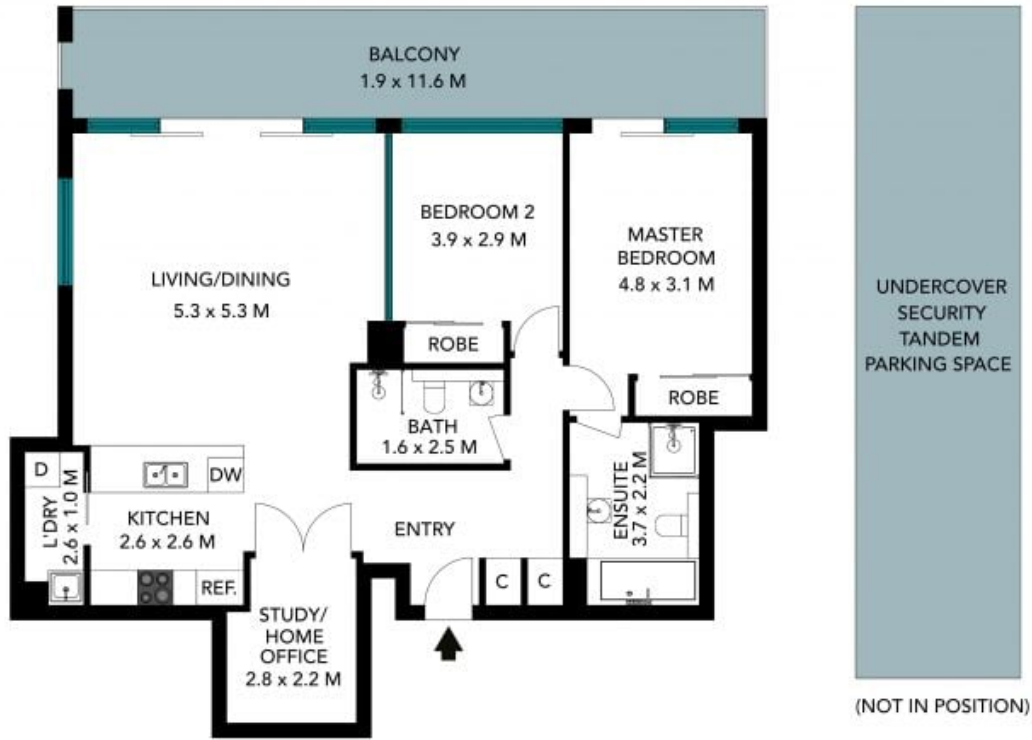 BALCONY
1.9 x 11.6 M
BEDROOM 2
3.9 x 2.9 M
MASTER
BEDROOM
4.8 x 3.1 M
LIVING/DINING
5.3 x 5.3 M
ROBE
ROBE
BATH
1.6 x 2.5 M
D
L'DRY
2.6 x 1.0 M
DW
KITCHEN
2.6 x 2.6 M
REF.
ENTRY
ENSUITE
3.7 x 2.2 M
C
C
STUDY/
HOME
OFFICE
2.8 x 2.2 M
UNDERCOVER
SECURITY
TANDEM
PARKING SPACE
(NOT IN POSITION)